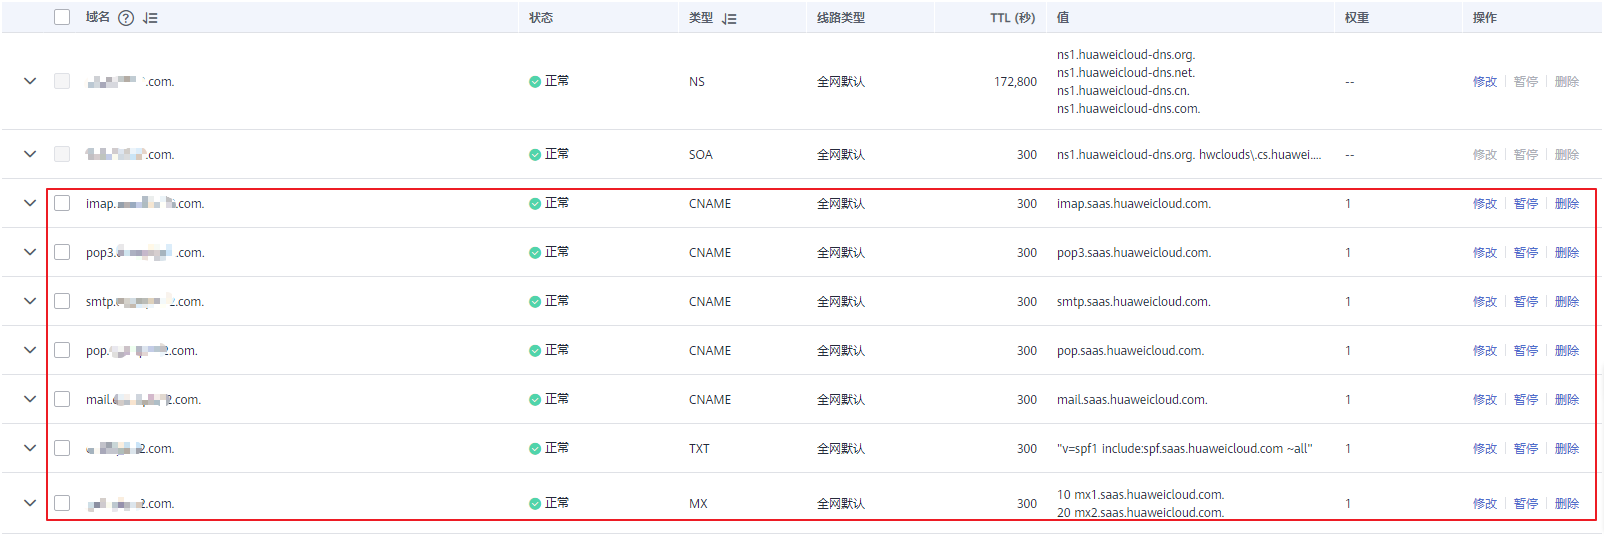 域名 ? 状态 类型 线路类型 TTL (秒) 值 权重 操作
.com. 正常 NS 全网默认 172,800 ns1.huaweicloud-dns.org. -- 修改 暂停 删除
ns1.huaweicloud-dns.net.
ns1.huaweicloud-dns.cn.
ns1.huaweicloud-dns.com.
.com. 正常 SOA 全网默认 300 ns1.huaweicloud-dns.org. hwclouds\.cs.huawei.... -- 修改 暂停 删除
imap. .com. 正常 CNAME 全网默认 300 imap.saas.huaweicloud.com. 1 修改 暂停 删除
pop3. .com. 正常 CNAME 全网默认 300 pop3.saas.huaweicloud.com. 1 修改 暂停 删除
smtp. 2.com. 正常 CNAME 全网默认 300 smtp.saas.huaweicloud.com. 1 修改 暂停 删除
pop. 2.com. 正常 CNAME 全网默认 300 pop.saas.huaweicloud.com. 1 修改 暂停 删除
mail. 2.com. 正常 CNAME 全网默认 300 mail.saas.huaweicloud.com. 1 修改 暂停 删除
2.com. 正常 TXT 全网默认 300 "v=spf1 include:spf.saas.huaweicloud.com ~all" 1 修改 暂停 删除
2.com. 正常 MX 全网默认 300 10 mx1.saas.huaweicloud.com. 1 修改 暂停 删除
20 mx2.saas.huaweicloud.com.